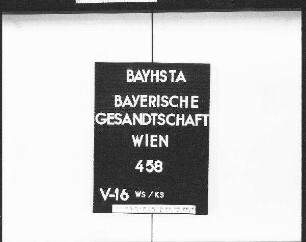 BAYHSTA
BAYERISCHE
GESANDTSCHAFT
WIEN
458
V-16 WS/KS